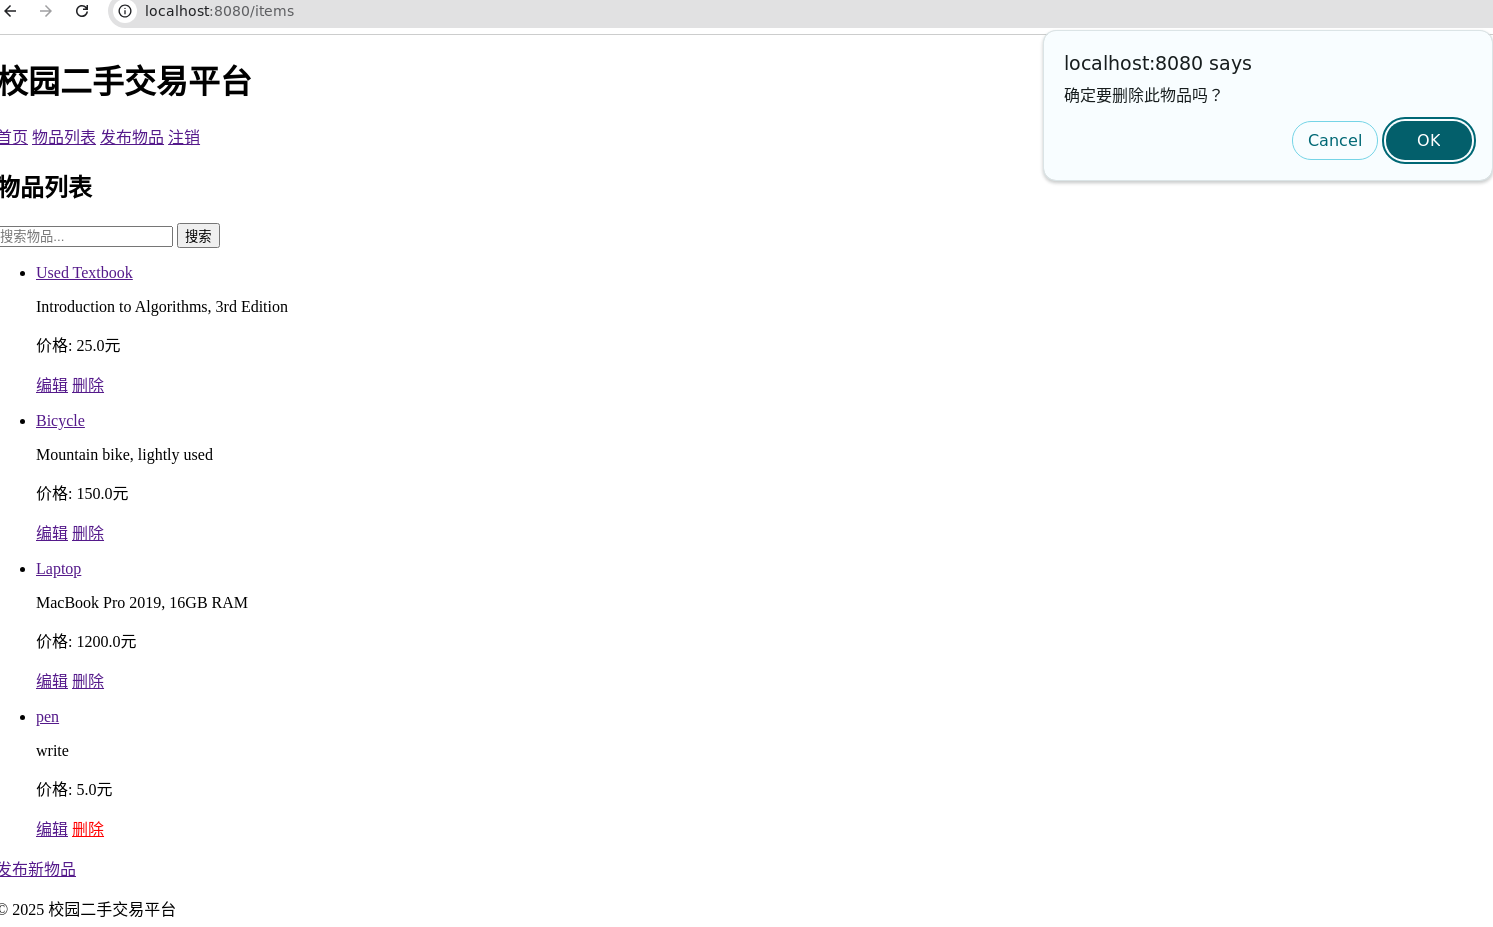 localhost:8080/items
localhost:8080 says
确定要删除此物品吗？
Cancel OK
校园二手交易平台
首页 物品列表 发布物品 注销
物品列表
搜索物品... 搜索
Used Textbook
Introduction to Algorithms, 3rd Edition
价格: 25.0元
编辑 删除
Bicycle
Mountain bike, lightly used
价格: 150.0元
编辑 删除
Laptop
MacBook Pro 2019, 16GB RAM
价格: 1200.0元
编辑 删除
pen
write
价格: 5.0元
编辑 删除
发布新物品
© 2025 校园二手交易平台